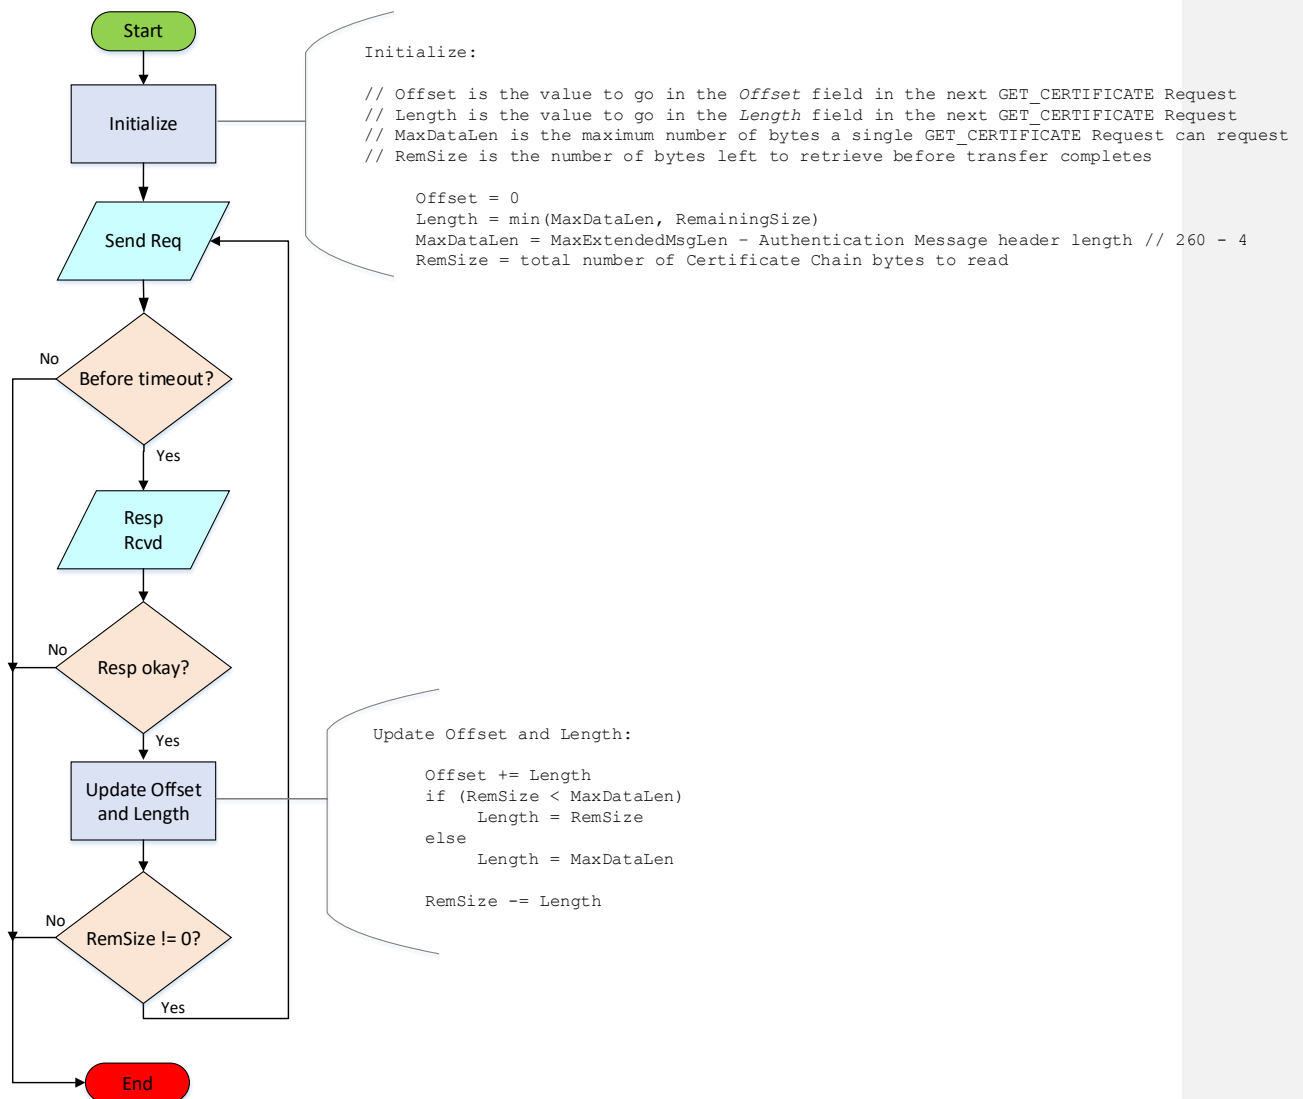 Start
Initialize
Send Req
No
Before timeout?
Yes
Resp
Rcvd
No
Resp okay?
Yes
Update Offset
and Length
No
RemSize != 0?
Yes
End
Initialize:
// Offset is the value to go in the Offset field in the next GET_CERTIFICATE Request
// Length is the value to go in the Length field in the next GET_CERTIFICATE Request
// MaxDataLen is the maximum number of bytes a single GET_CERTIFICATE Request can request
// RemSize is the number of bytes left to retrieve before transfer completes
Offset = 0
Length = min(MaxDataLen, RemainingSize)
MaxDataLen = MaxExtendedMsgLen – Authentication Message header length // 260 - 4
RemSize = total number of Certificate Chain bytes to read
Update Offset and Length:
Offset += Length
if (RemSize < MaxDataLen)
Length = RemSize
else
Length = MaxDataLen
RemSize -= Length